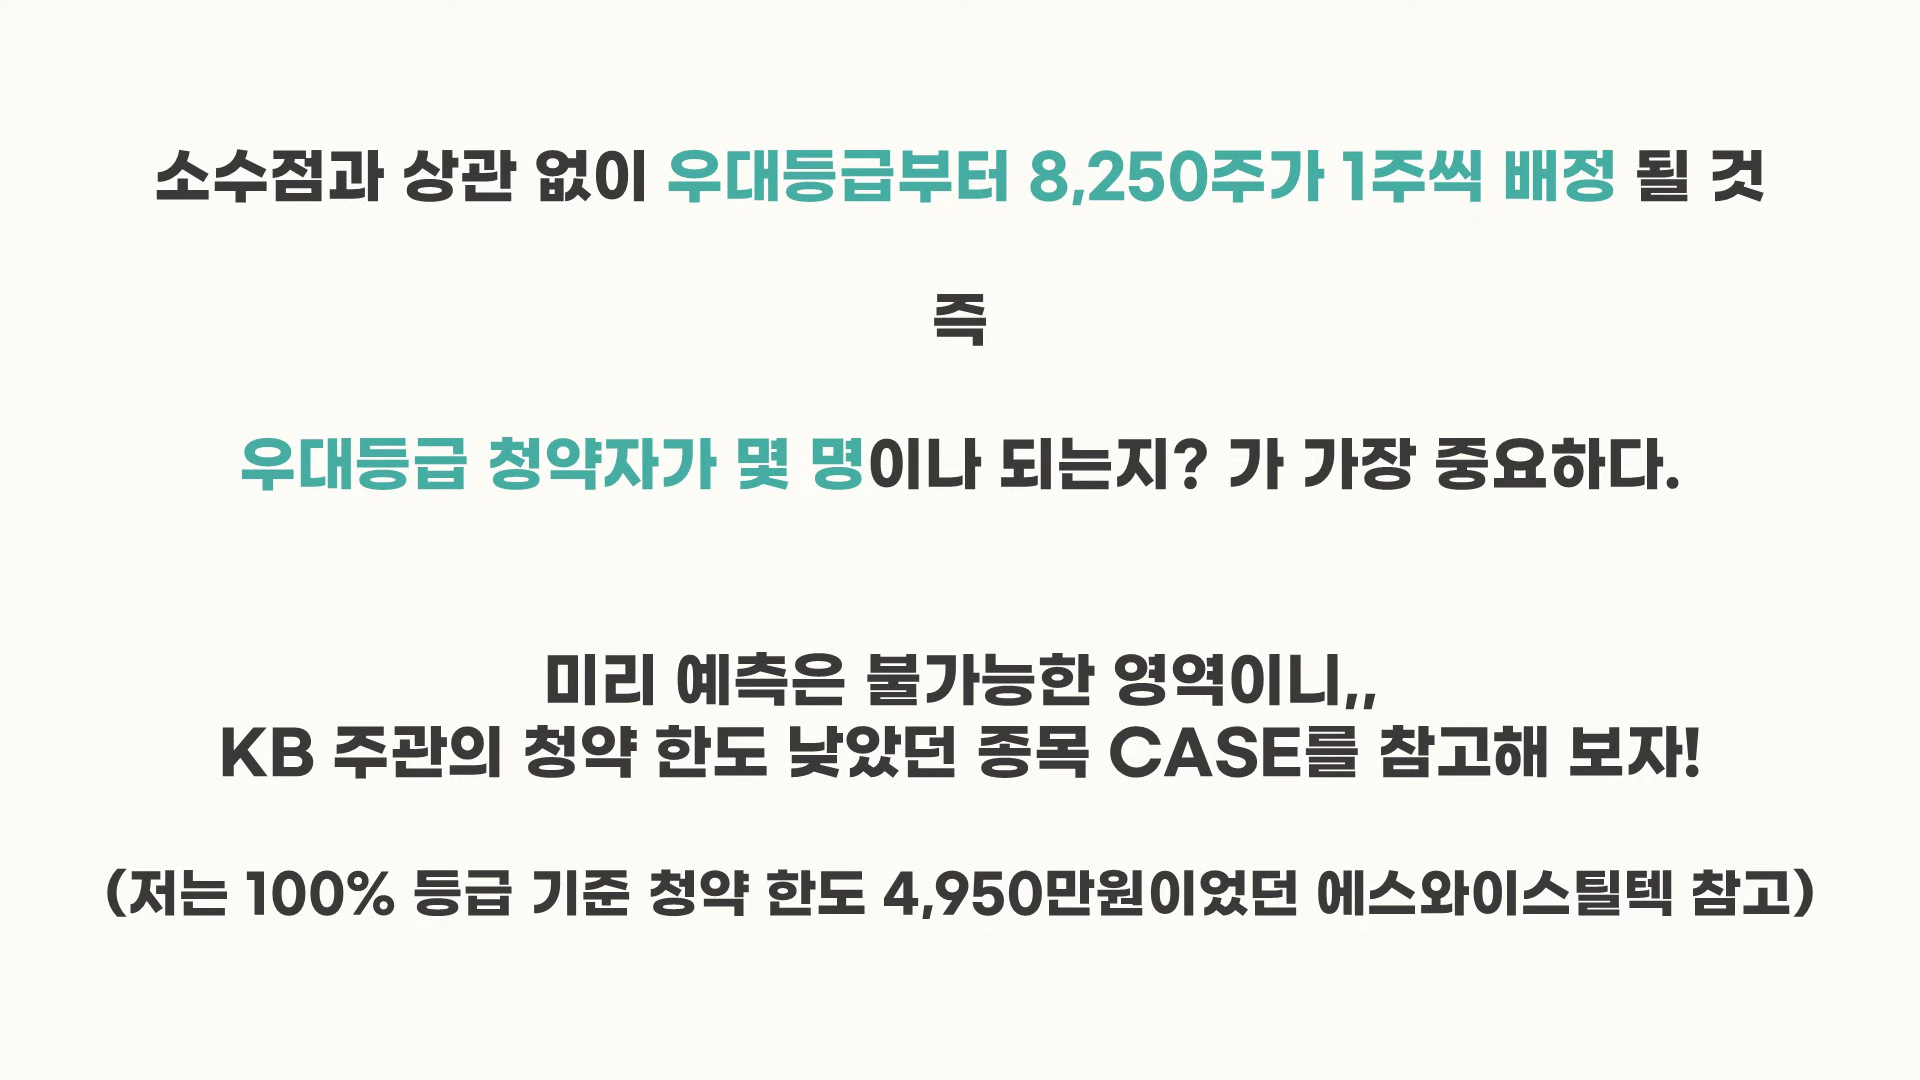 소수점과 상관 없이 우대등급부터 8,250주가 1주씩 배정 될 것
즉
우대등급 청약자가 몇 명이나 되는지? 가 가장 중요하다.
미리 예측은 불가능한 영역이니,,
KB 주관의 청약 한도 낮았던 종목 CASE를 참고해 보자!
(저는 100% 등급 기준 청약 한도 4,950만원이었던 에스와이스틸텍 참고)